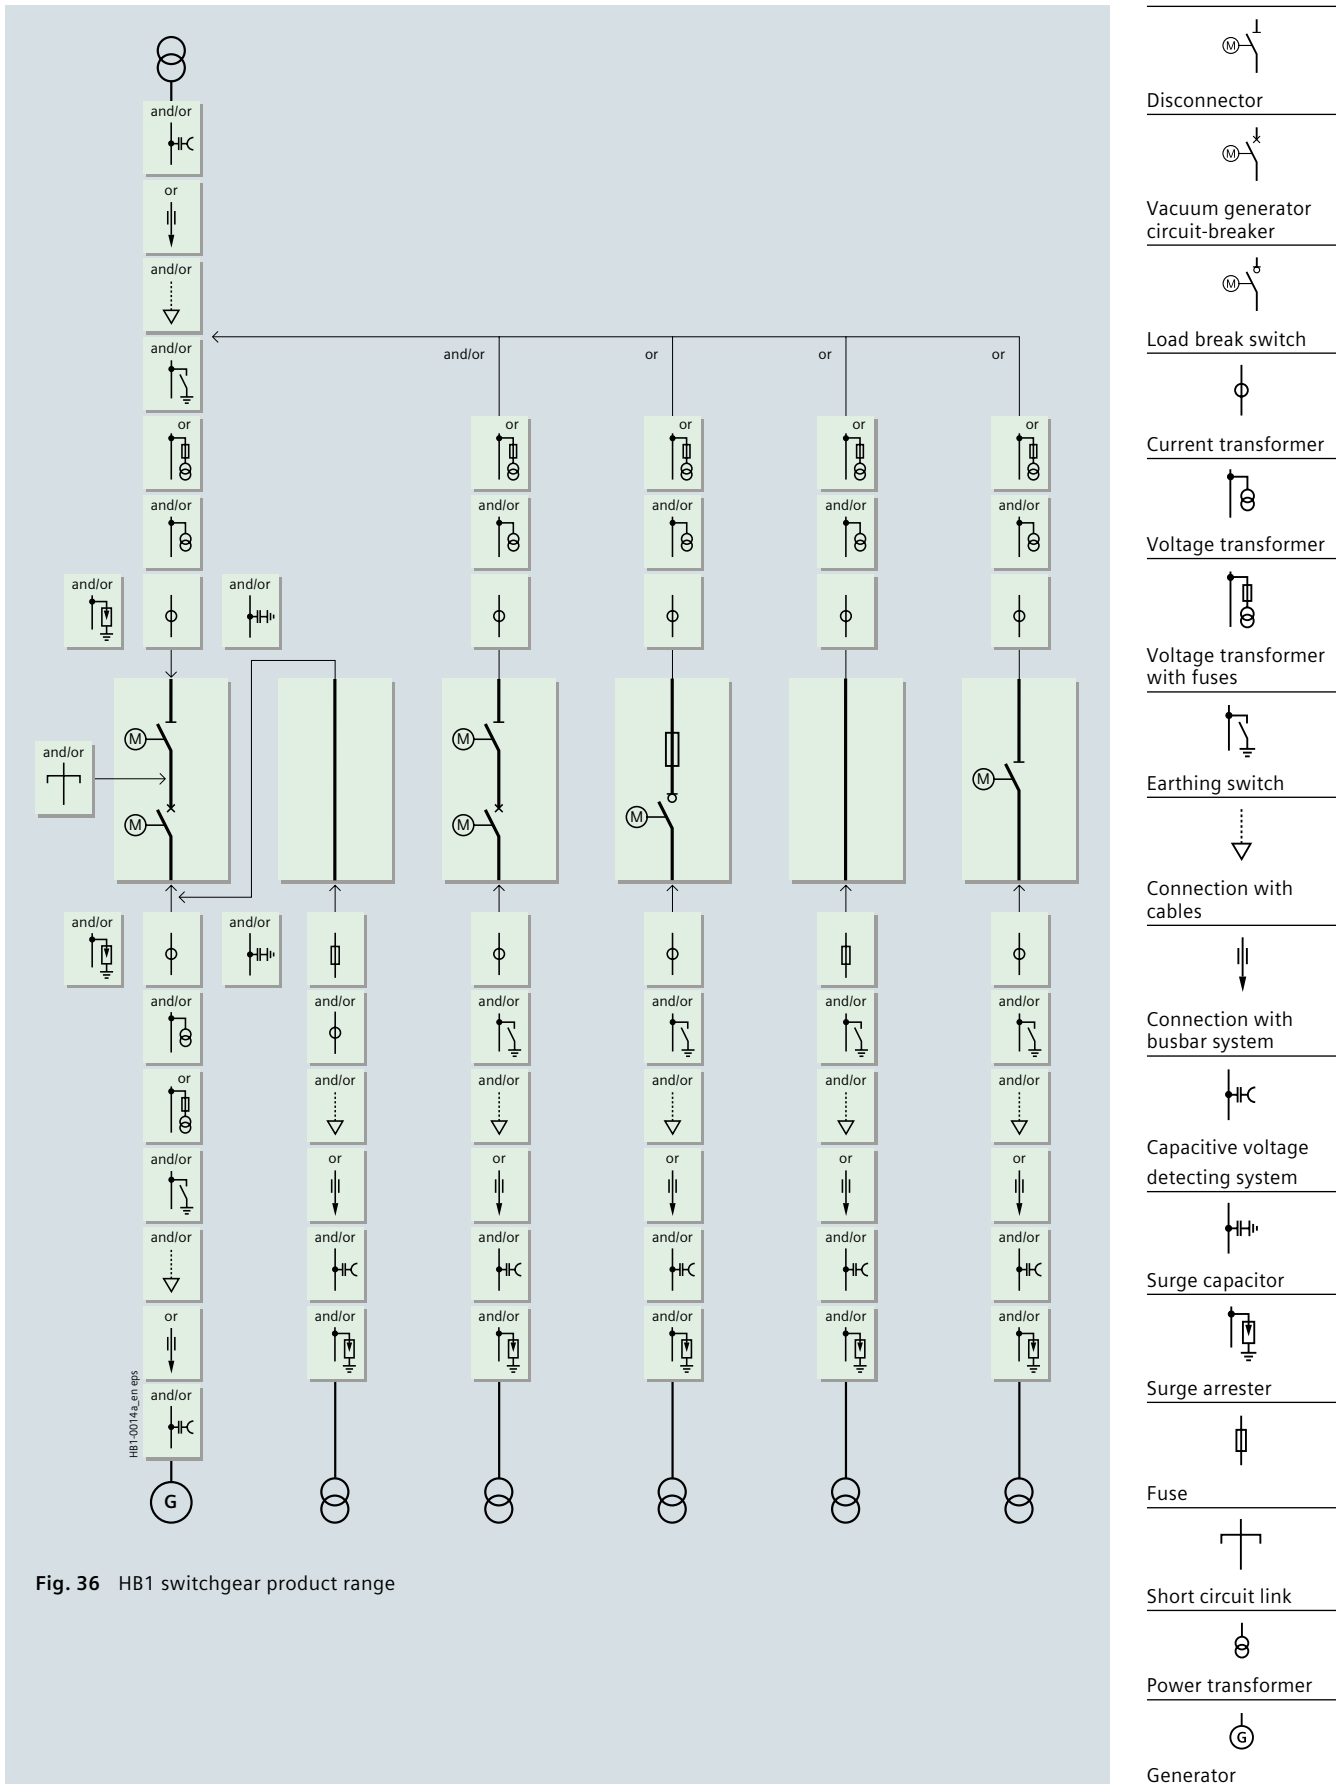 and/or
or
and/or
and/or
and/or or or or
or or or or or
and/or and/or and/or and/or and/or
and/or and/or
M M M
and/or
M M M
and/or and/or
and/or and/or and/or and/or and/or and/or
or and/or and/or and/or and/or and/or
and/or or or or or or
and/or and/or and/or and/or and/or and/or
or and/or and/or and/or and/or and/or
and/or
HB1-0014a_en eps
G
Fig. 36 HB1 switchgear product range
M
Disconnector
M
Vacuum generator
circuit-breaker
M
Load break switch
Current transformer
Voltage transformer
Voltage transformer
with fuses
Earthing switch
Connection with
cables
Connection with
busbar system
Capacitive voltage
detecting system
Surge capacitor
Surge arrester
Fuse
Short circuit link
Power transformer
G
Generator